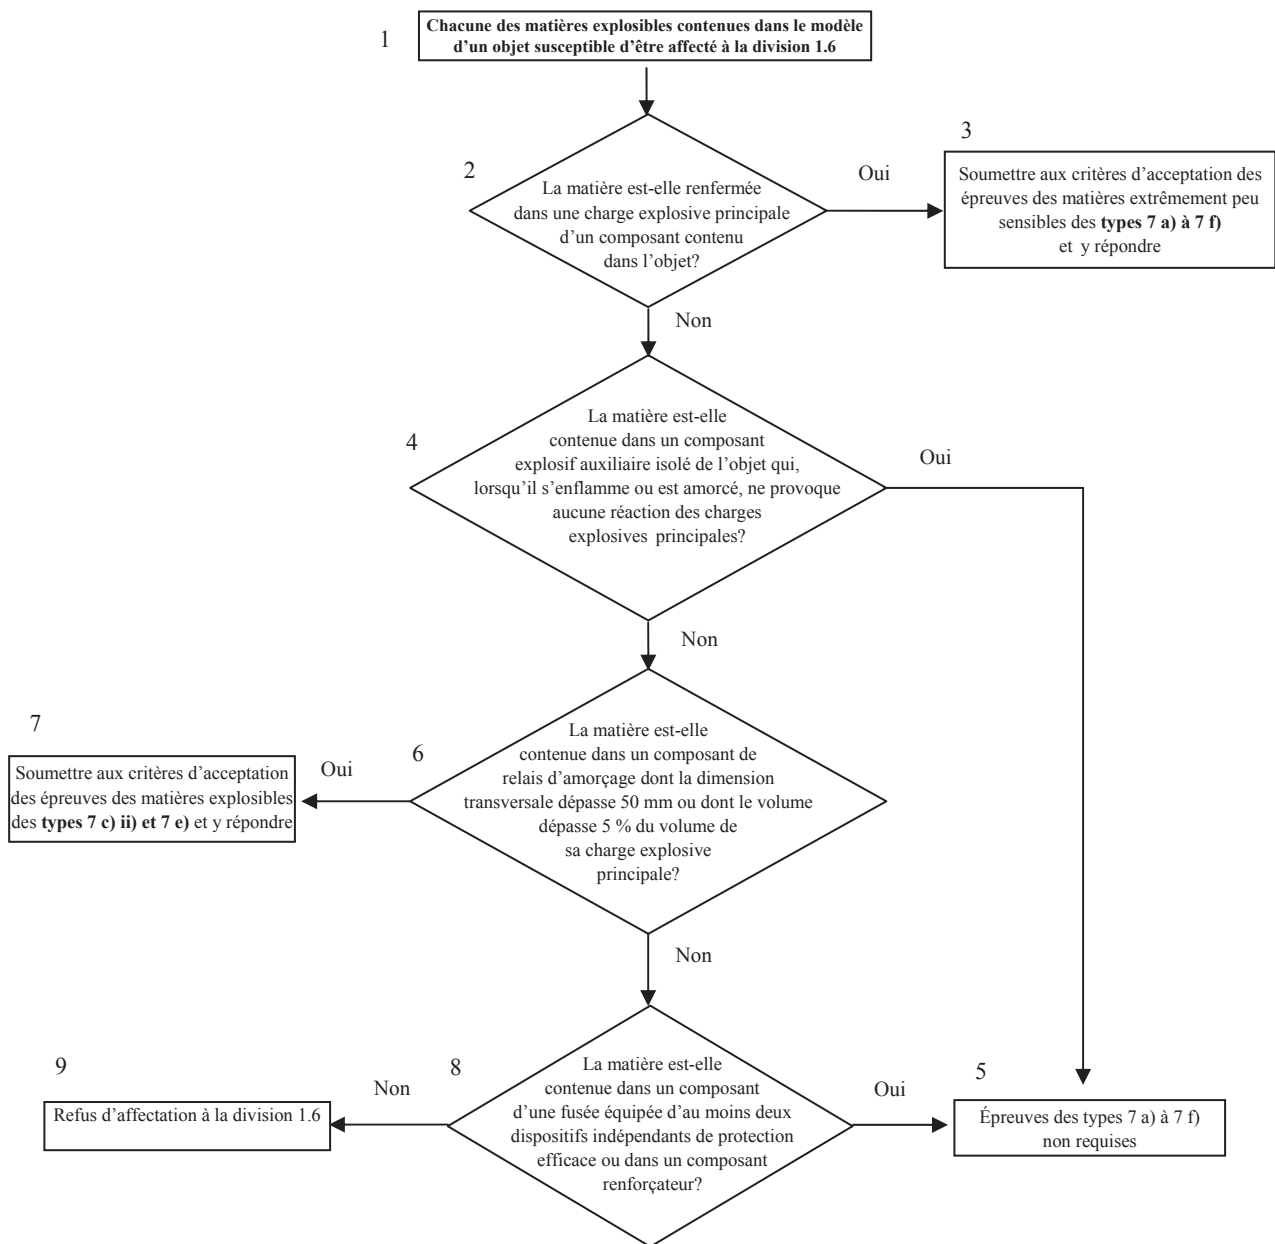 1
Chacune des matières explosibles contenues dans le modèle
d'un objet susceptible d'être affecté à la division 1.6
2
La matière est-elle renfermée
dans une charge explosive principale
d'un composant contenu
dans l'objet?
Oui
3
Soumettre aux critères d'acceptation des
épreuves des matières extrêmement peu
sensibles des types 7 a) à 7 f)
et y répondre
Non
4
La matière est-elle
contenue dans un composant
explosif auxiliaire isolé de l'objet qui,
lorsqu'il s'enflamme ou est amorcé, ne provoque
aucune réaction des charges
explosives principales?
Oui
Non
6
La matière est-elle
contenue dans un composant de
relais d'amorçage dont la dimension
transversale dépasse 50 mm ou dont le volume
dépasse 5 % du volume de
sa charge explosive
principale?
Oui
7
Soumettre aux critères d'acceptation
des épreuves des matières explosibles
des types 7 c) ii) et 7 e) et y répondre
Non
8
La matière est-elle
contenue dans un composant
d'une fusée équipée d'au moins deux
dispositifs indépendants de protection
efficace ou dans un composant
renforçateur?
Non
9
Refus d'affectation à la division 1.6
Oui
5
Épreuves des types 7 a) à 7 f)
non requises